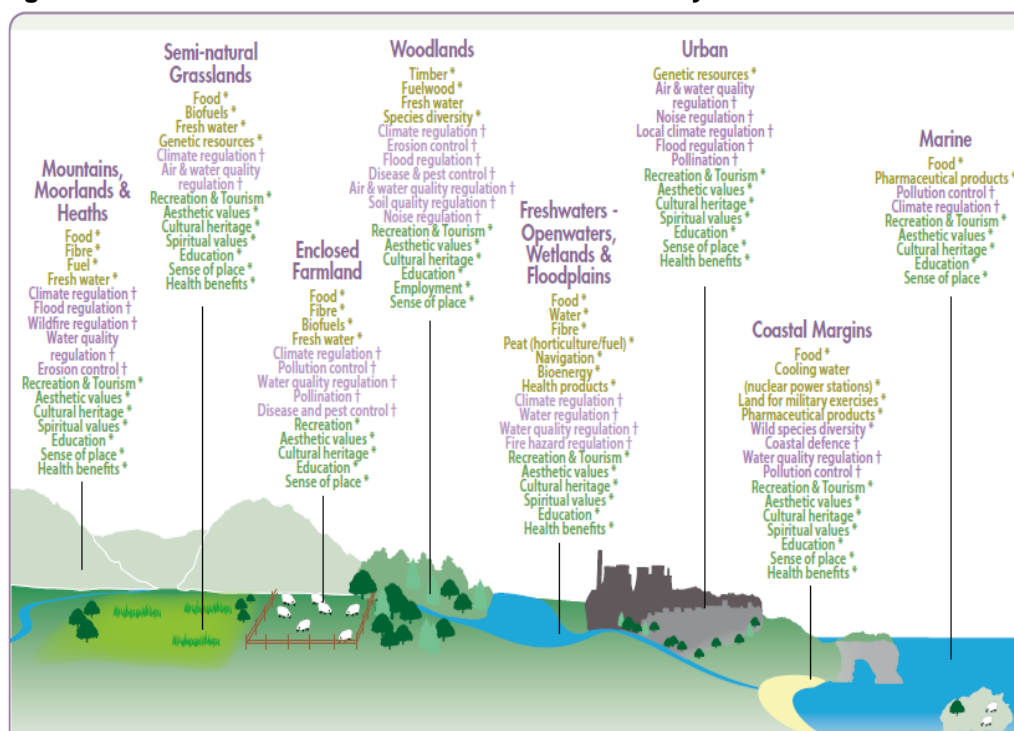 Mountains,
Moorlands &
Heaths
Food *
Fibre *
Fuel *
Fresh water *
Climate regulation †
Flood regulation †
Wildfire regulation †
Water quality
regulation †
Erosion control †
Recreation & Tourism *
Aesthetic values *
Cultural heritage *
Spiritual values *
Education *
Sense of place *
Health benefits *
Semi-natural
Grasslands
Food *
Biofuels *
Fresh water *
Genetic resources *
Climate regulation †
Air & water quality
regulation †
Recreation & Tourism *
Aesthetic values *
Cultural heritage *
Spiritual values *
Education *
Sense of place *
Health benefits *
Enclosed
Farmland
Food *
Fibre *
Biofuels *
Fresh water *
Climate regulation †
Pollution control †
Water quality regulation †
Pollination †
Disease and pest control †
Recreation *
Aesthetic values *
Cultural heritage *
Education *
Sense of place *
Woodlands
Timber *
Fuelwood *
Fresh water
Species diversity *
Climate regulation †
Erosion control †
Flood regulation †
Disease & pest control †
Air & water quality regulation †
Soil quality regulation †
Noise regulation †
Recreation & Tourism *
Aesthetic values *
Cultural heritage *
Education *
Employment *
Sense of place *
Freshwaters -
Openwaters,
Wetlands &
Floodplains
Food *
Water *
Fibre *
Peat (horticulture/fuel) *
Navigation *
Bioenergy *
Health products *
Climate regulation †
Water regulation †
Water quality regulation †
Fire hazard regulation †
Recreation & Tourism *
Aesthetic values *
Cultural heritage *
Spiritual values *
Education *
Health benefits *
Urban
Genetic resources *
Air & water quality
regulation †
Noise regulation †
Local climate regulation †
Flood regulation †
Pollination †
Recreation & Tourism *
Aesthetic values *
Cultural heritage *
Spiritual values *
Education *
Sense of place *
Health benefits *
Coastal Margins
Food *
Cooling water
(nuclear power stations) *
Land for military exercises *
Pharmaceutical products *
Wild species diversity *
Coastal defence †
Water quality regulation †
Pollution control †
Recreation & Tourism *
Aesthetic values *
Cultural heritage *
Spiritual values *
Education *
Sense of place *
Health benefits *
Marine
Food *
Pharmaceutical products *
Pollution control †
Climate regulation †
Recreation & Tourism *
Aesthetic values *
Cultural heritage *
Education *
Sense of place *